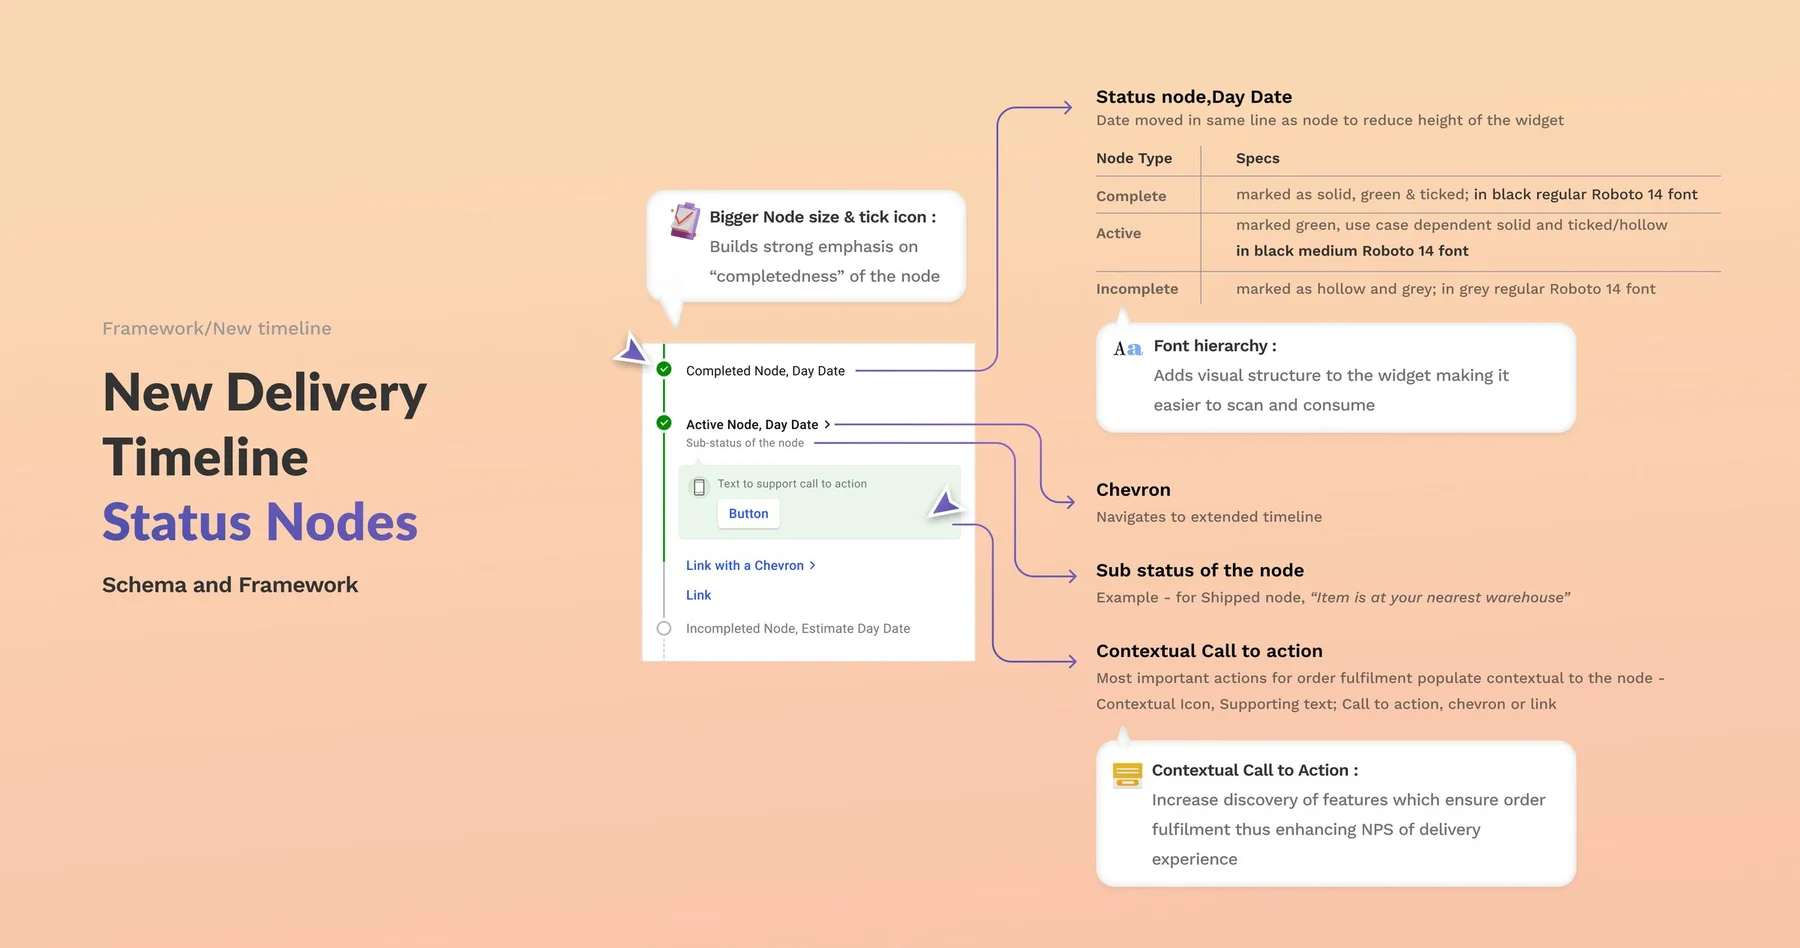 Framework/New timeline
New Delivery
Timeline
Status Nodes
Schema and Framework
Bigger Node size & tick icon :
Builds strong emphasis on
“completedness” of the node
Completed Node, Day Date
Active Node, Day Date >
Sub-status of the node
Text to support call to action
Button
Link with a Chevron >
Link
Incompleted Node, Estimate Day Date
Status node,Day Date
Date moved in same line as node to reduce height of the widget
Node Type Specs
Complete marked as solid, green & ticked; in black regular Roboto 14 font
Active marked green, use case dependent solid and ticked/hollow
in black medium Roboto 14 font
Incomplete marked as hollow and grey; in grey regular Roboto 14 font
Aa Font hierarchy :
Adds visual structure to the widget making it
easier to scan and consume
Chevron
Navigates to extended timeline
Sub status of the node
Example - for Shipped node, “Item is at your nearest warehouse”
Contextual Call to action
Most important actions for order fulfilment populate contextual to the node -
Contextual Icon, Supporting text; Call to action, chevron or link
Contextual Call to Action :
Increase discovery of features which ensure order
fulfilment thus enhancing NPS of delivery
experience